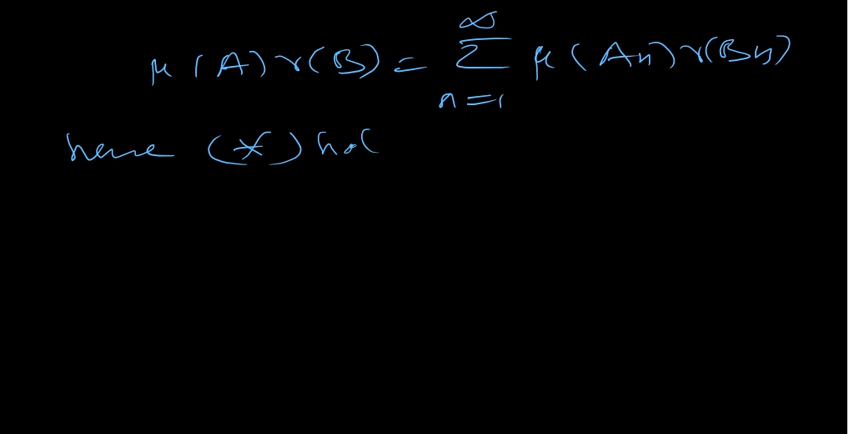 μ(A)ν(B) = ∑_{n=1}^{∞} μ(An)ν(Bn)
hence (*) hol